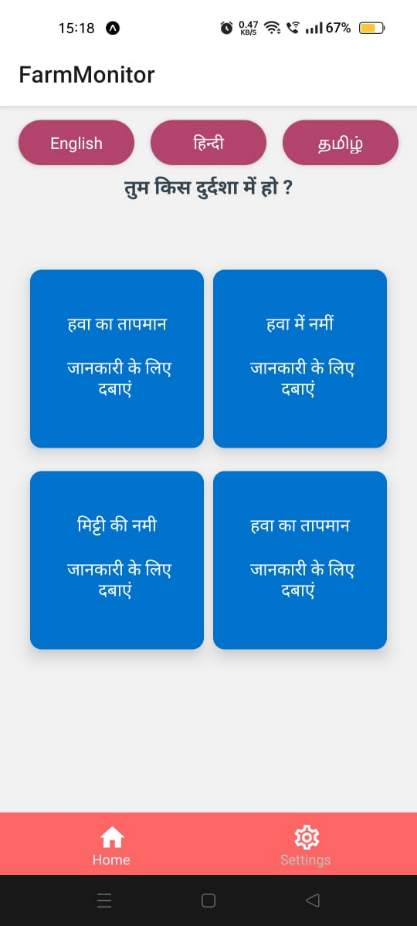 15:18
0.47 KB/S 67%
FarmMonitor
English हिन्दी தமிழ்
तुम किस दुर्दशा में हो ?
हवा का तापमान
जानकारी के लिए
दबाएं
हवा में नमीं
जानकारी के लिए
दबाएं
मिट्टी की नमी
जानकारी के लिए
दबाएं
हवा का तापमान
जानकारी के लिए
दबाएं
Home
Settings